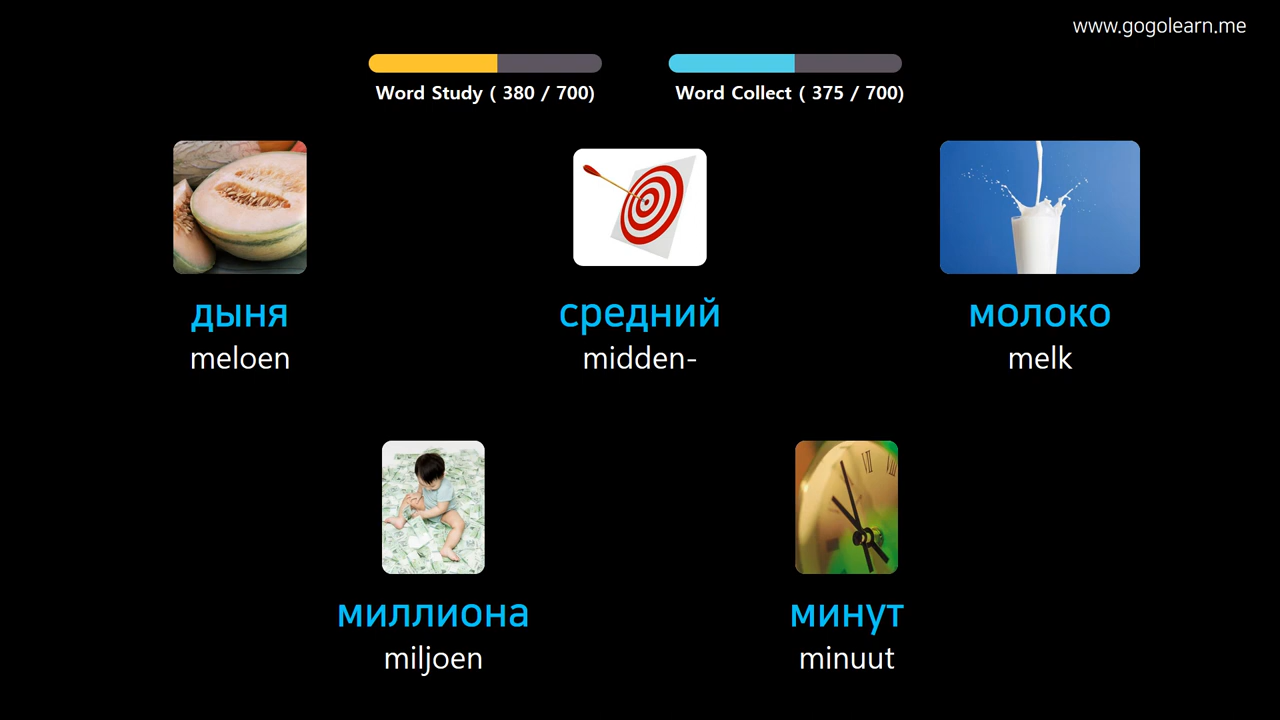 www.gogolearn.me
Word Study ( 380 / 700)
Word Collect ( 375 / 700)
дыня
meloen
средний
midden-
молоко
melk
миллиона
miljoen
минут
minuut